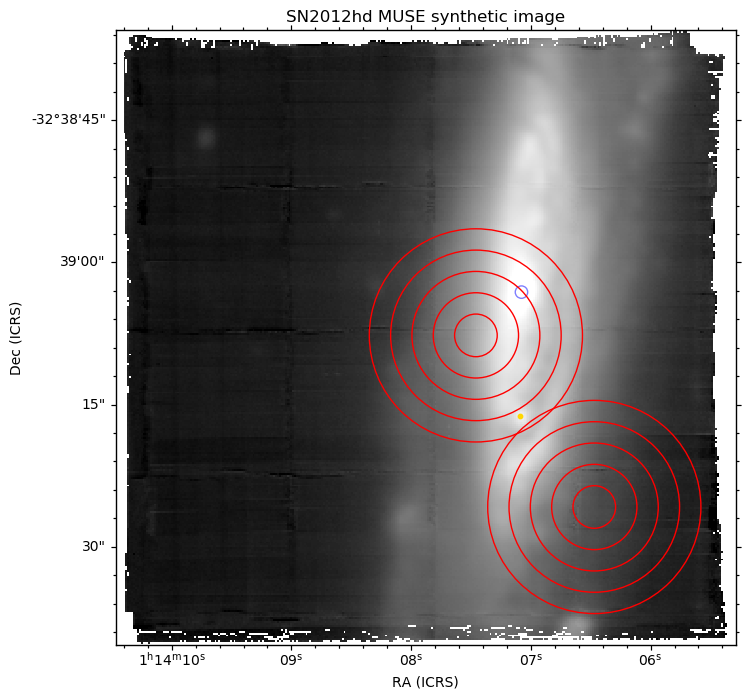 SN2012hd MUSE synthetic image
Dec (ICRS)
-32°38'45"
39'00"
15"
30"
1ʰ14ᵐ10ˢ 09ˢ 08ˢ 07ˢ 06ˢ
RA (ICRS)